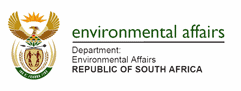 environmental affairs
Department:
Environmental Affairs
REPUBLIC OF SOUTH AFRICA